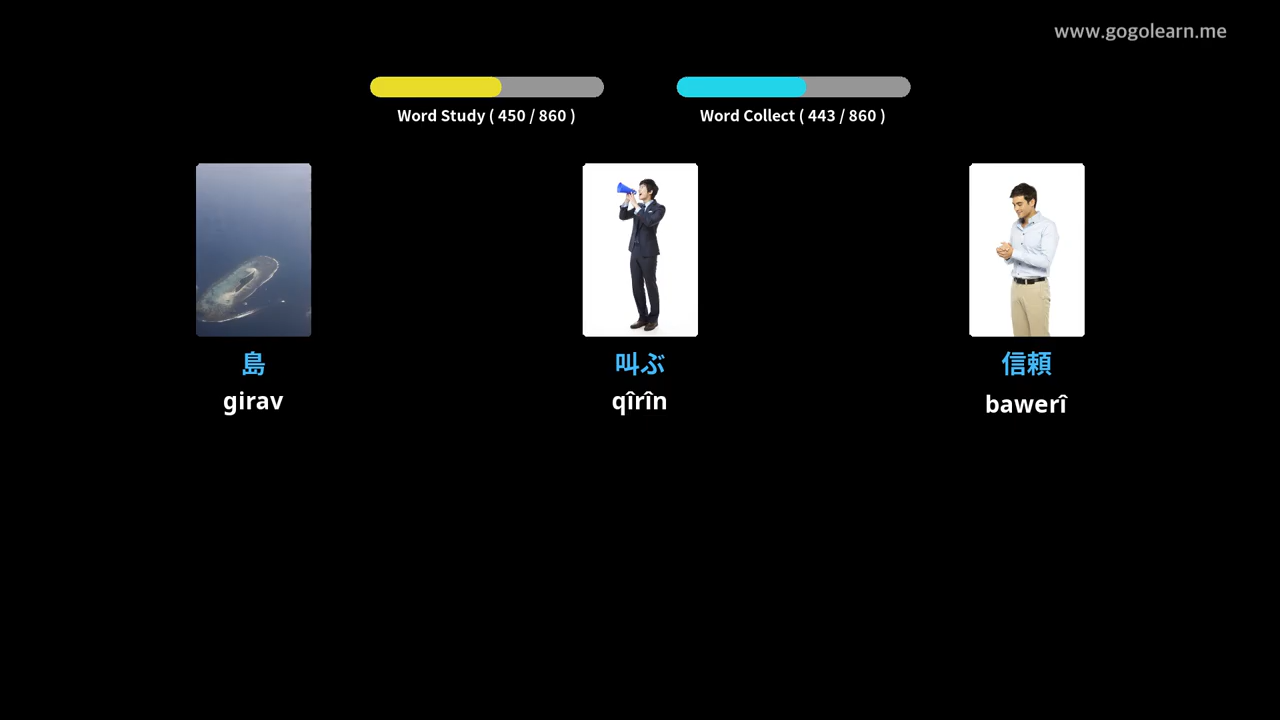 www.gogolearn.me
Word Study ( 450 / 860 )
Word Collect ( 443 / 860 )
島
叫ぶ
信頼
girav
qîrîn
bawerî